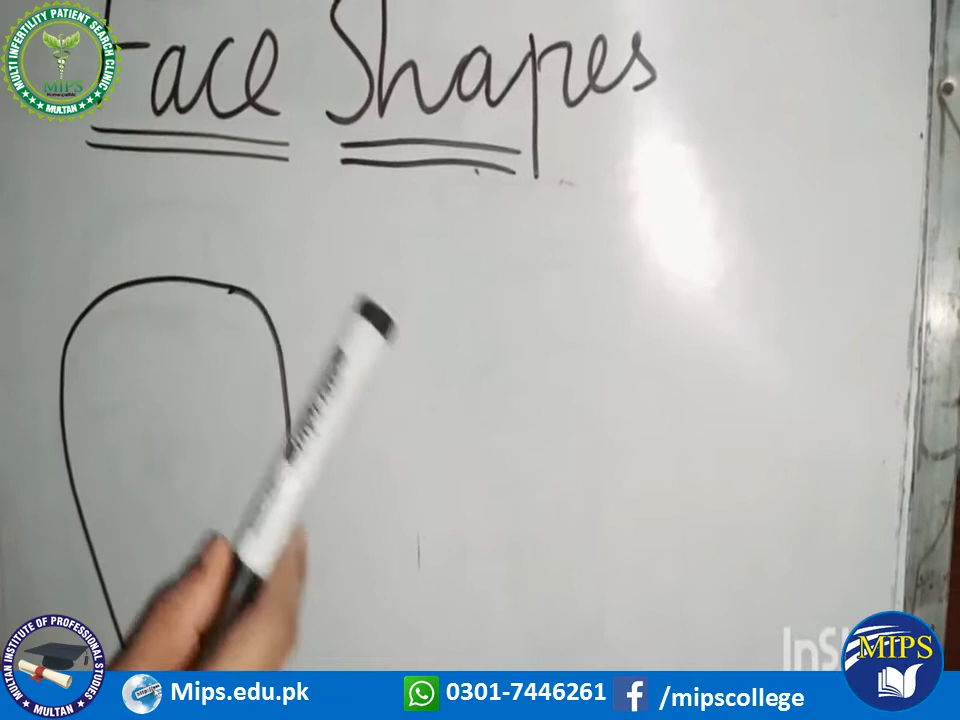 Face Shapes
MULTI INFERTILITY PATIENT SEARCH CLINIC
MIPS
MULTAN
InSh
MULTAN INSTITUTE OF PROFESSIONAL STUDIES
MULTAN
MIPS
Mips.edu.pk
0301-7446261
/mipscollege